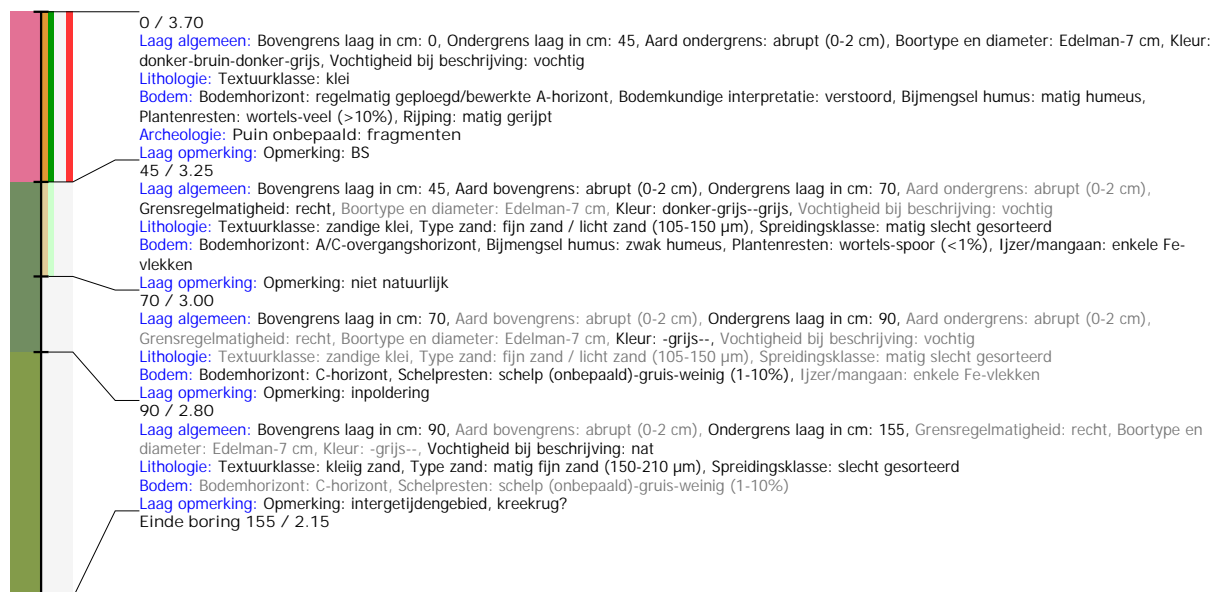 0 / 3.70
Laag algemeen: Bovengrens laag in cm: 0, Ondergrens laag in cm: 45, Aard ondergrens: abrupt (0-2 cm), Boortype en diameter: Edelman-7 cm, Kleur:
donker-bruin-donker-grijs, Vochtigheid bij beschrijving: vochtig
Lithologie: Textuurklasse: klei
Bodem: Bodemhorizont: regelmatig geploegd/bewerkte A-horizont, Bodemkundige interpretatie: verstoord, Bijmengsel humus: matig humeus,
Plantenresten: wortels-veel (>10%), Rijping: matig gerijpt
Archeologie: Puin onbepaald: fragmenten
Laag opmerking: Opmerking: BS
45 / 3.25
Laag algemeen: Bovengrens laag in cm: 45, Aard bovengrens: abrupt (0-2 cm), Ondergrens laag in cm: 70, Aard ondergrens: abrupt (0-2 cm),
Grensregelmatigheid: recht, Boortype en diameter: Edelman-7 cm, Kleur: donker-grijs--grijs, Vochtigheid bij beschrijving: vochtig
Lithologie: Textuurklasse: zandige klei, Type zand: fijn zand / licht zand (105-150 µm), Spreidingsklasse: matig slecht gesorteerd
Bodem: Bodemhorizont: A/C-overgangshorizont, Bijmengsel humus: zwak humeus, Plantenresten: wortels-spoor (<1%), Ijzer/mangaan: enkele Fe-
vlekken
Laag opmerking: Opmerking: niet natuurlijk
70 / 3.00
Laag algemeen: Bovengrens laag in cm: 70, Aard bovengrens: abrupt (0-2 cm), Ondergrens laag in cm: 90, Aard ondergrens: abrupt (0-2 cm),
Grensregelmatigheid: recht, Boortype en diameter: Edelman-7 cm, Kleur: -grijs--, Vochtigheid bij beschrijving: vochtig
Lithologie: Textuurklasse: zandige klei, Type zand: fijn zand / licht zand (105-150 µm), Spreidingsklasse: matig slecht gesorteerd
Bodem: Bodemhorizont: C-horizont, Schelpresten: schelp (onbepaald)-gruis-weinig (1-10%), Ijzer/mangaan: enkele Fe-vlekken
Laag opmerking: Opmerking: inpoldering
90 / 2.80
Laag algemeen: Bovengrens laag in cm: 90, Aard bovengrens: abrupt (0-2 cm), Ondergrens laag in cm: 155, Grensregelmatigheid: recht, Boortype en
diameter: Edelman-7 cm, Kleur: -grijs--, Vochtigheid bij beschrijving: nat
Lithologie: Textuurklasse: kleiig zand, Type zand: matig fijn zand (150-210 µm), Spreidingsklasse: slecht gesorteerd
Bodem: Bodemhorizont: C-horizont, Schelpresten: schelp (onbepaald)-gruis-weinig (1-10%)
Laag opmerking: Opmerking: intergetijdengebied, kreekrug?
Einde boring 155 / 2.15